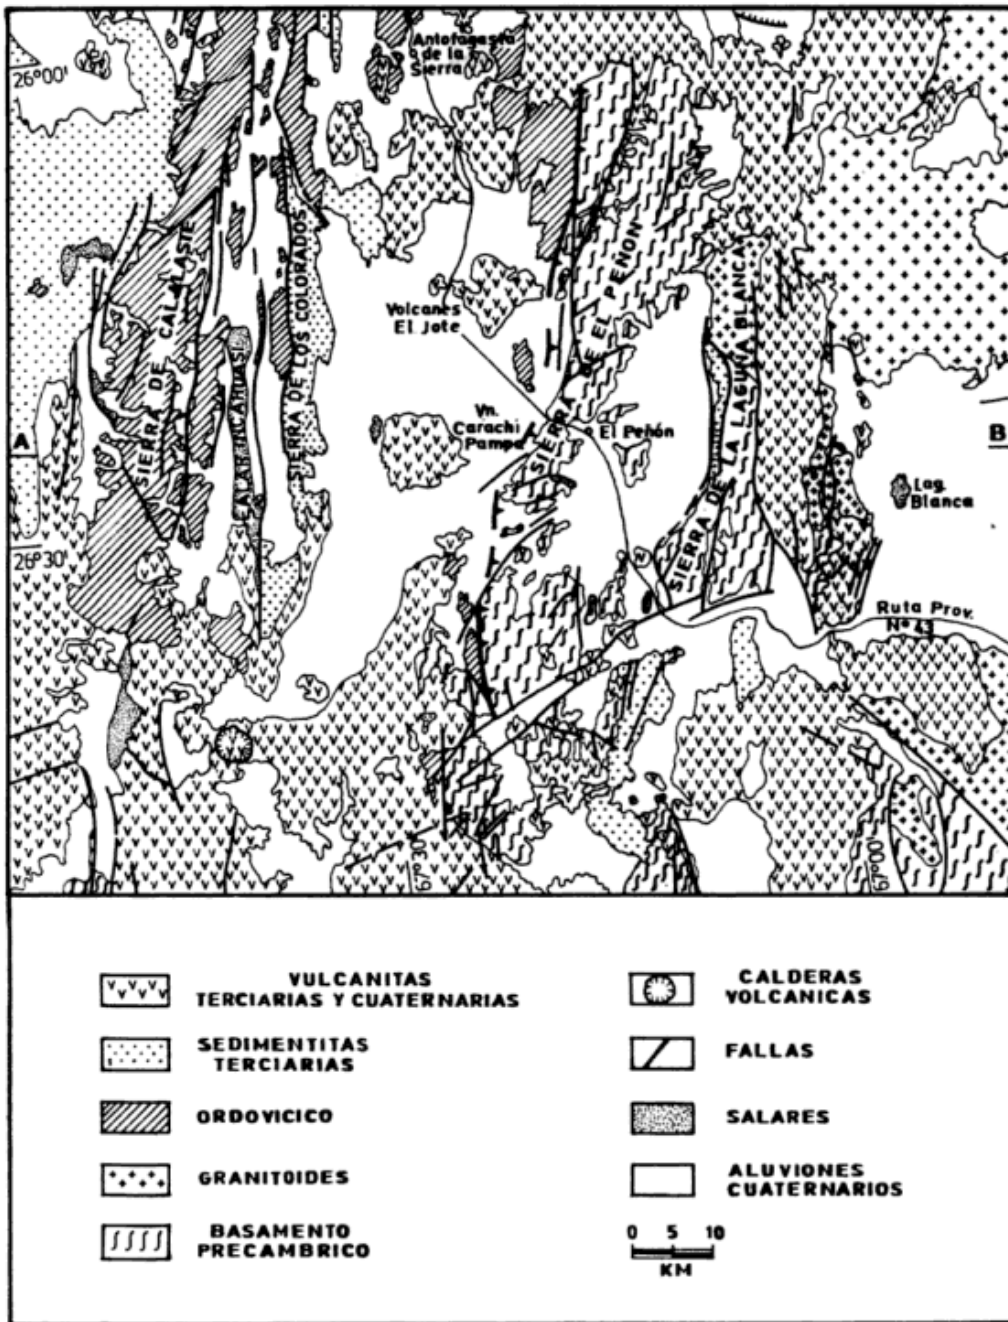 Antofagasta
de la
Sierra
26°00'
SIERRA DE CALALASTE
CALALINCAHUASI
SIERRA DE LOS COLORADOS
Volcanes
El Jote
SIERRA DE EL PEÑON
SIERRA DE LA LAGUNA BLANCA
A
B
Vn.
Carachi
Pampa
El Peñón
Lag.
Blanca
26°30'
Ruta Prov.
Nº 43
67°30'
67°00'
VULCANITAS
TERCIARIAS Y CUATERNARIAS
SEDIMENTITAS
TERCIARIAS
ORDOVICICO
GRANITOIDES
BASAMENTO
PRECAMBRICO
CALDERAS
VOLCANICAS
FALLAS
SALARES
ALUVIONES
CUATERNARIOS
0 5 10
KM